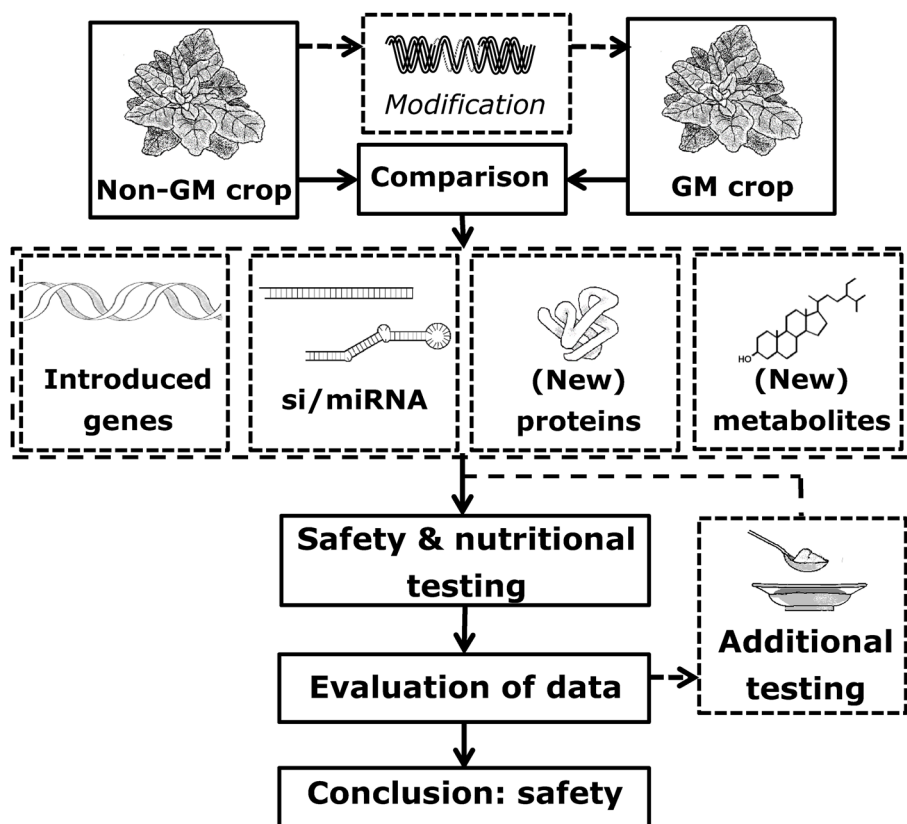 Modification
Non-GM crop
Comparison
GM crop
Introduced
genes
si/miRNA
(New)
proteins
HO
(New)
metabolites
Safety & nutritional
testing
Additional
testing
Evaluation of data
Conclusion: safety